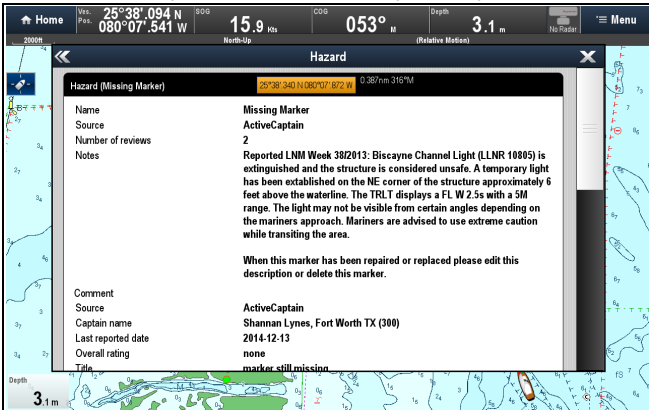 Home
Ves. Pos. 25°38'.094 N 080°07'.541 W
SOG 15.9 Kts
COG 053° M
Depth 3.1 m
No Radar
Menu
2000ft
North-Up
(Relative Motion)
Hazard
X
Hazard (Missing Marker)
25°38'.340 N 080°07'.872 W
0.387nm 316°M
Name Missing Marker
Source ActiveCaptain
Number of reviews 2
Notes Reported LNM Week 38/2013: Biscayne Channel Light (LLNR 10805) is
extinguished and the structure is considered unsafe. A temporary light
has been extablished on the NE corner of the structure approximately 6
feet above the waterline. The TRLT displays a FL W 2.5s with a 5M
range. The light may not be visible from certain angles depending on
the mariners approach. Mariners are advised to use extreme caution
while transiting the area.
When this marker has been repaired or replaced please edit this
description or delete this marker.
Comment
Source ActiveCaptain
Captain name Shannan Lynes, Fort Worth TX (300)
Last reported date 2014-12-13
Overall rating none
Title marker still missing
Depth
3.1 m